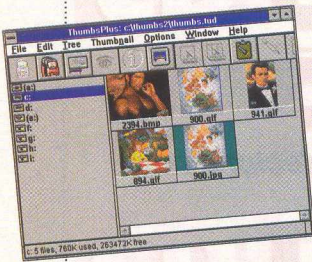 ThumbsPlus: c:\thumbs2\thumbs.tud
File Edit Tree Thumbnail Options Window Help
(a:)
c:
d:
(e:)
f:
g:
h:
i:
2394.bmp 900.gif 941.gif
894.gif 900.jpg
c: 5 files, 760K used, 263472K free